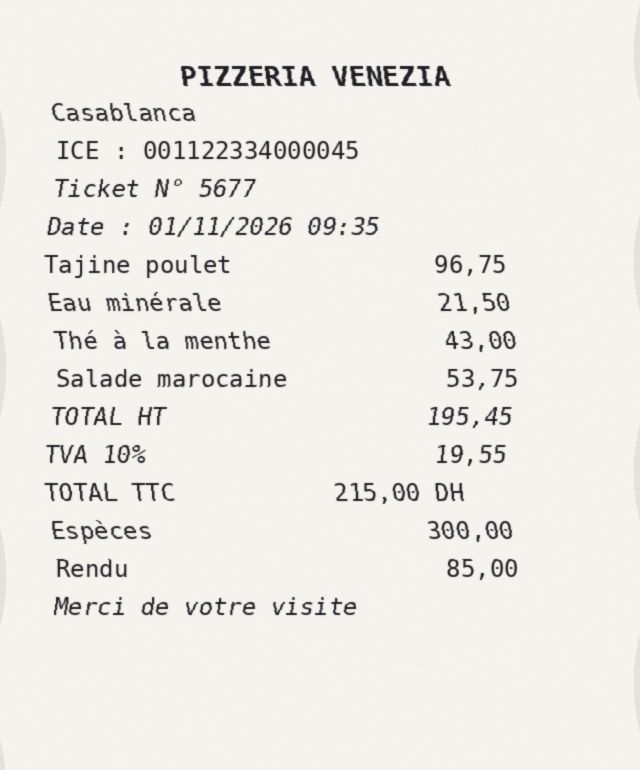 PIZZERIA VENEZIA
Casablanca
ICE : 001122334000045
Ticket N° 5677
Date : 01/11/2026 09:35
Tajine poulet 96,75
Eau minérale 21,50
Thé à la menthe 43,00
Salade marocaine 53,75
TOTAL HT 195,45
TVA 10% 19,55
TOTAL TTC 215,00 DH
Espèces 300,00
Rendu 85,00
Merci de votre visite